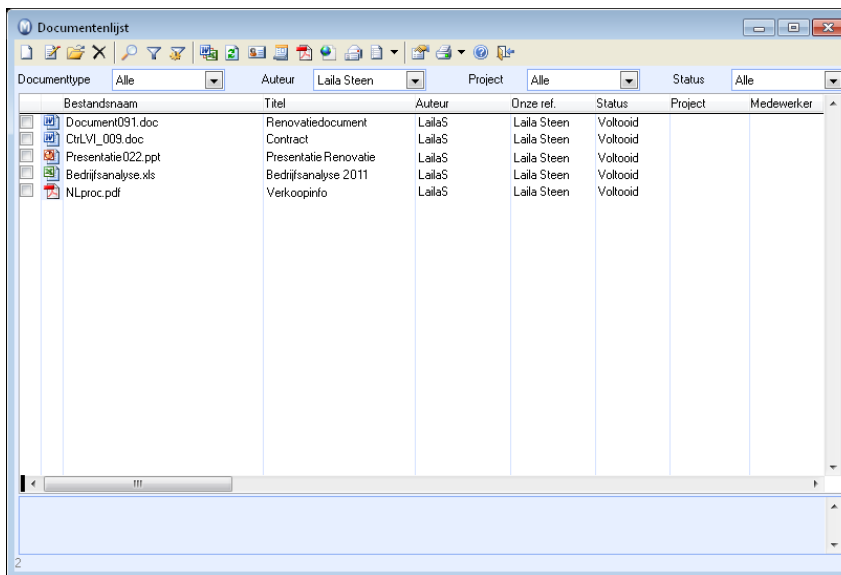 Documentenlijst
Documenttype Alle Auteur Laila Steen Project Alle Status Alle
Bestandsnaam Titel Auteur Onze ref. Status Project Medewerker
Document091.doc Renovatiedocument LailaS Laila Steen Voltooid
CtrLVI_009.doc Contract LailaS Laila Steen Voltooid
Presentatie022.ppt Presentatie Renovatie LailaS Laila Steen Voltooid
Bedrijfsanalyse.xls Bedrijfsanalyse 2011 LailaS Laila Steen Voltooid
NLproc.pdf Verkoopinfo LailaS Laila Steen Voltooid
2